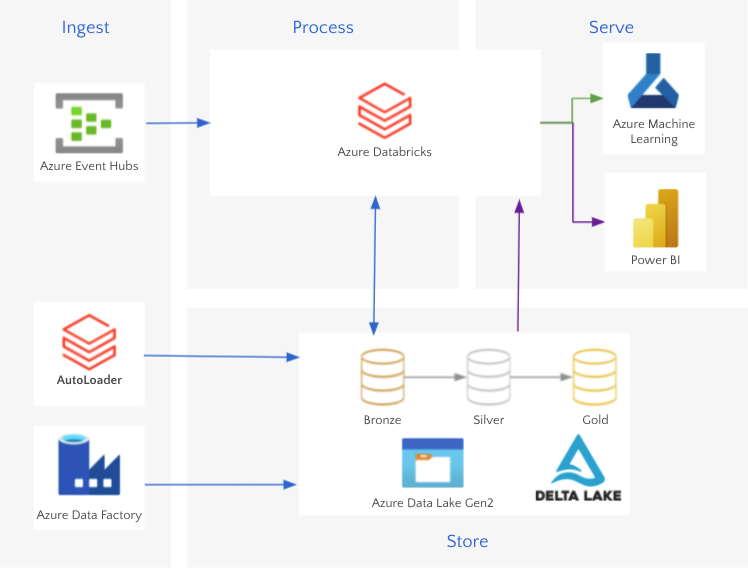 Ingest
Process
Serve
Azure Event Hubs
Azure Databricks
Azure Machine
Learning
Power BI
AutoLoader
Bronze
Silver
Gold
Azure Data Factory
Azure Data Lake Gen2
DELTA LAKE
Store